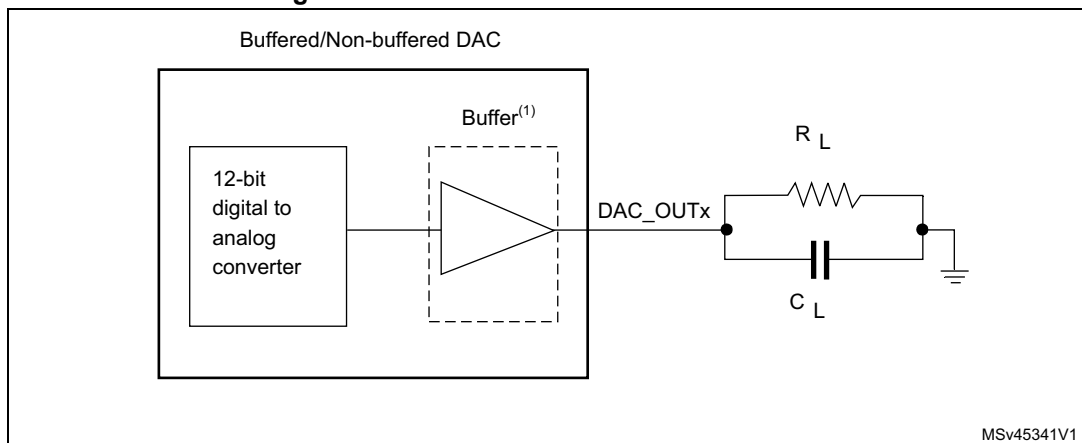 Buffered/Non-buffered DAC
Buffer(1)
12-bit
digital to
analog
converter
DAC_OUTx
R L
C L
MSv45341V1